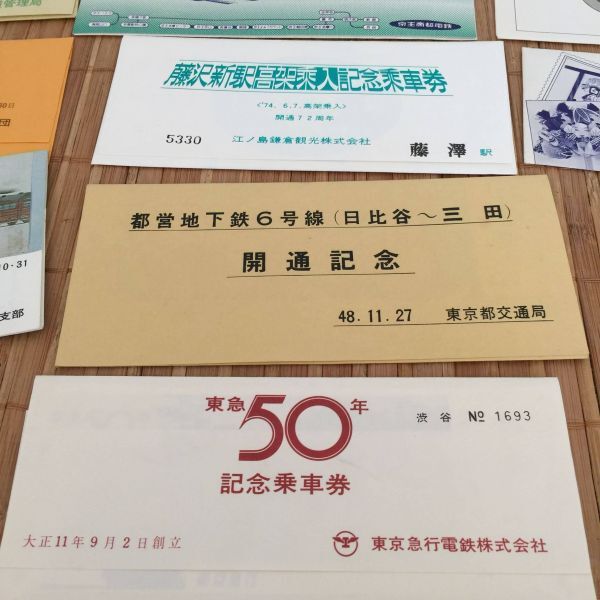 管理局
京王帝都電鉄
藤沢新駅高架乗入記念乗車券
〈'74.6.7.高架乗入〉
開通72周年
5330 江ノ島鎌倉観光株式会社 藤澤駅
団
10・31
支部
都営地下鉄6号線(日比谷〜三田)
開通記念
48.11.27 東京都交通局
東急50年
渋谷 № 1693
記念乗車券
大正11年9月2日創立 東京急行電鉄株式会社